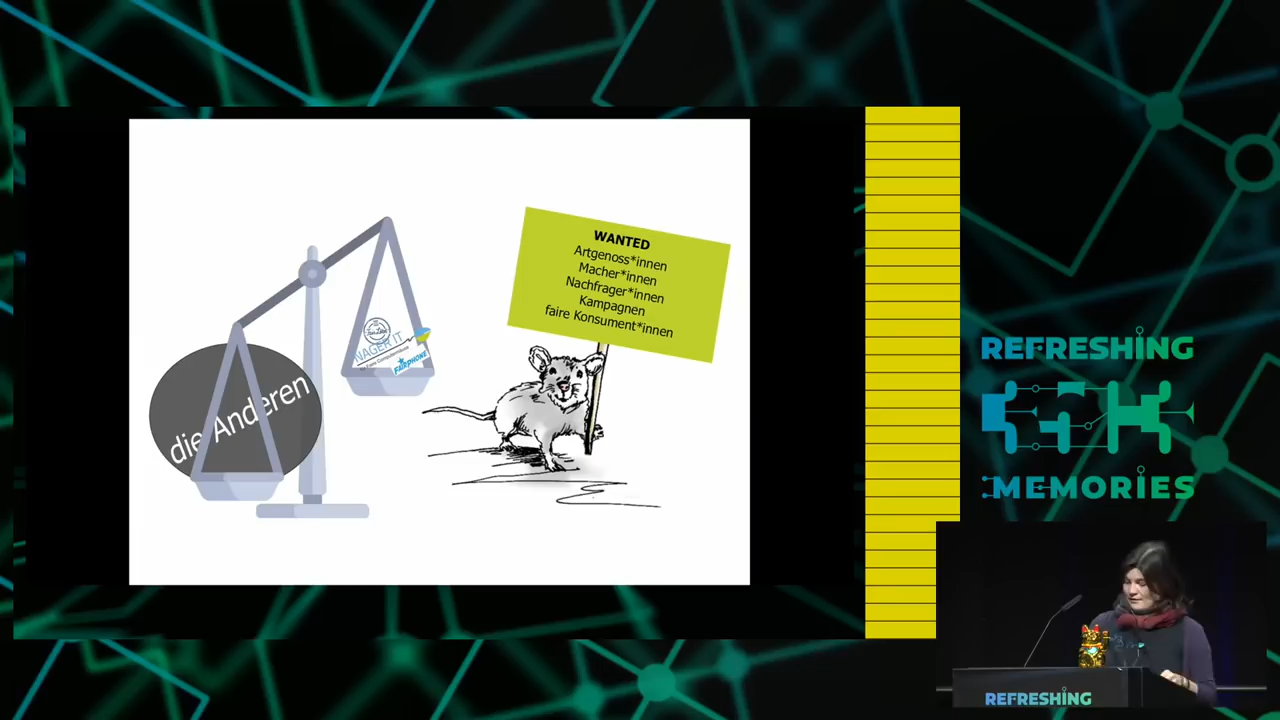 WANTED
Artgenoss*innen
Macher*innen
Nachfrager*innen
Kampagnen
faire Konsument*innen
die Anderen
NAGER IT
FAIRPHONE
REFRESHING
MEMORIES
REFRESHING